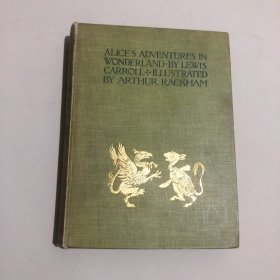 ALICE'S ADVENTURES IN
WONDERLAND · BY LEWIS
CARROLL · ILLUSTRATED
BY ARTHUR RACKHAM